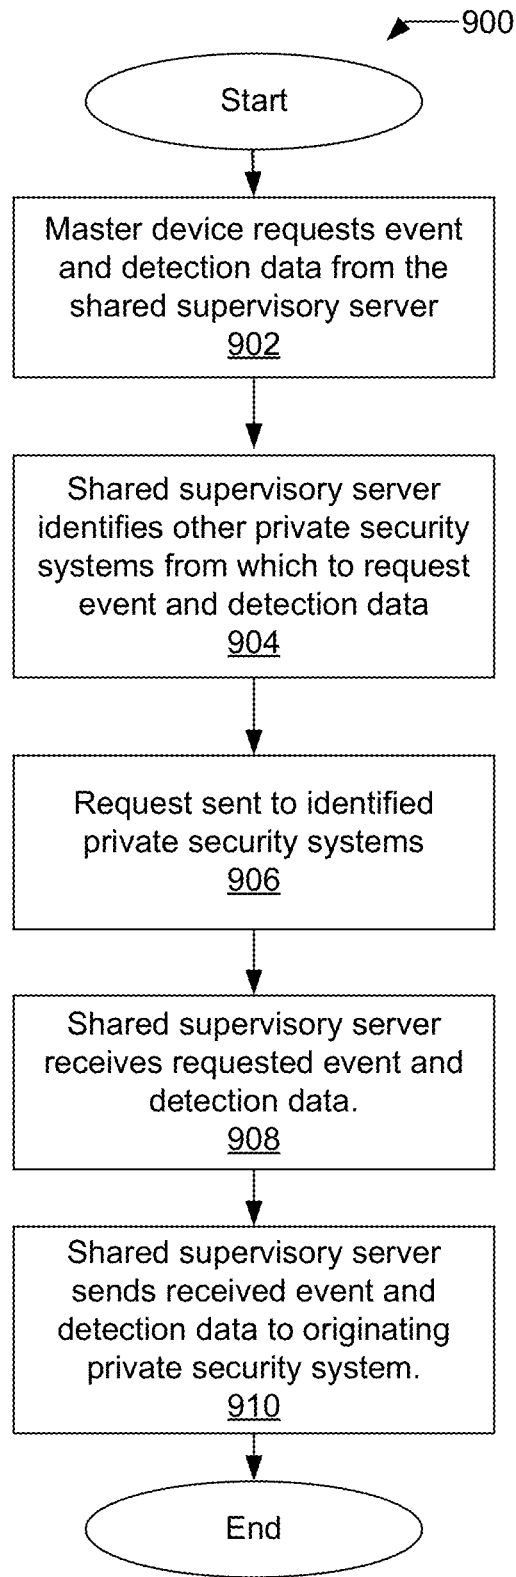 900
Start
Master device requests event
and detection data from the
shared supervisory server
902
Shared supervisory server
identifies other private security
systems from which to request
event and detection data
904
Request sent to identified
private security systems
906
Shared supervisory server
receives requested event and
detection data.
908
Shared supervisory server
sends received event and
detection data to originating
private security system.
910
End